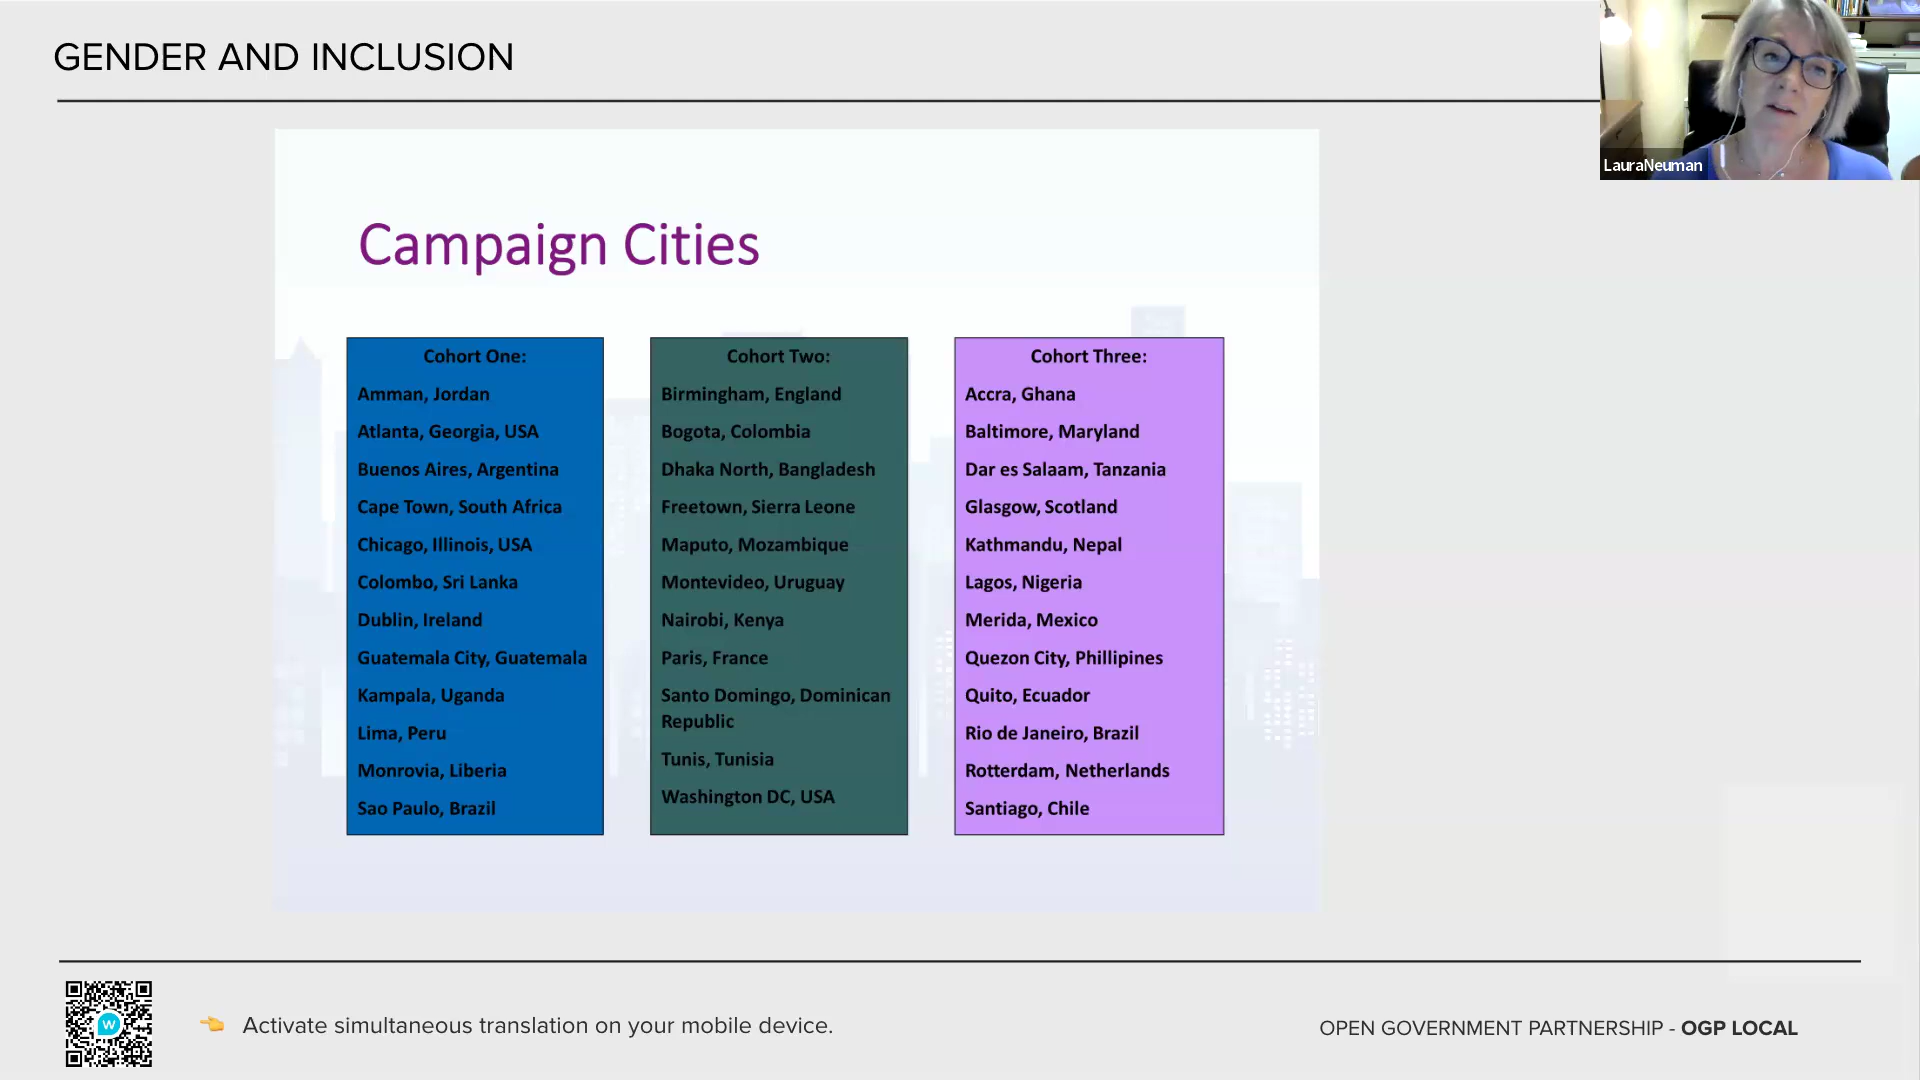 GENDER AND INCLUSION
LauraNeuman
Campaign Cities
Cohort One:
Amman, Jordan
Atlanta, Georgia, USA
Buenos Aires, Argentina
Cape Town, South Africa
Chicago, Illinois, USA
Colombo, Sri Lanka
Dublin, Ireland
Guatemala City, Guatemala
Kampala, Uganda
Lima, Peru
Monrovia, Liberia
Sao Paulo, Brazil
Cohort Two:
Birmingham, England
Bogota, Colombia
Dhaka North, Bangladesh
Freetown, Sierra Leone
Maputo, Mozambique
Montevideo, Uruguay
Nairobi, Kenya
Paris, France
Santo Domingo, Dominican
Republic
Tunis, Tunisia
Washington DC, USA
Cohort Three:
Accra, Ghana
Baltimore, Maryland
Dar es Salaam, Tanzania
Glasgow, Scotland
Kathmandu, Nepal
Lagos, Nigeria
Merida, Mexico
Quezon City, Phillipines
Quito, Ecuador
Rio de Janeiro, Brazil
Rotterdam, Netherlands
Santiago, Chile
w
Activate simultaneous translation on your mobile device.
OPEN GOVERNMENT PARTNERSHIP - OGP LOCAL